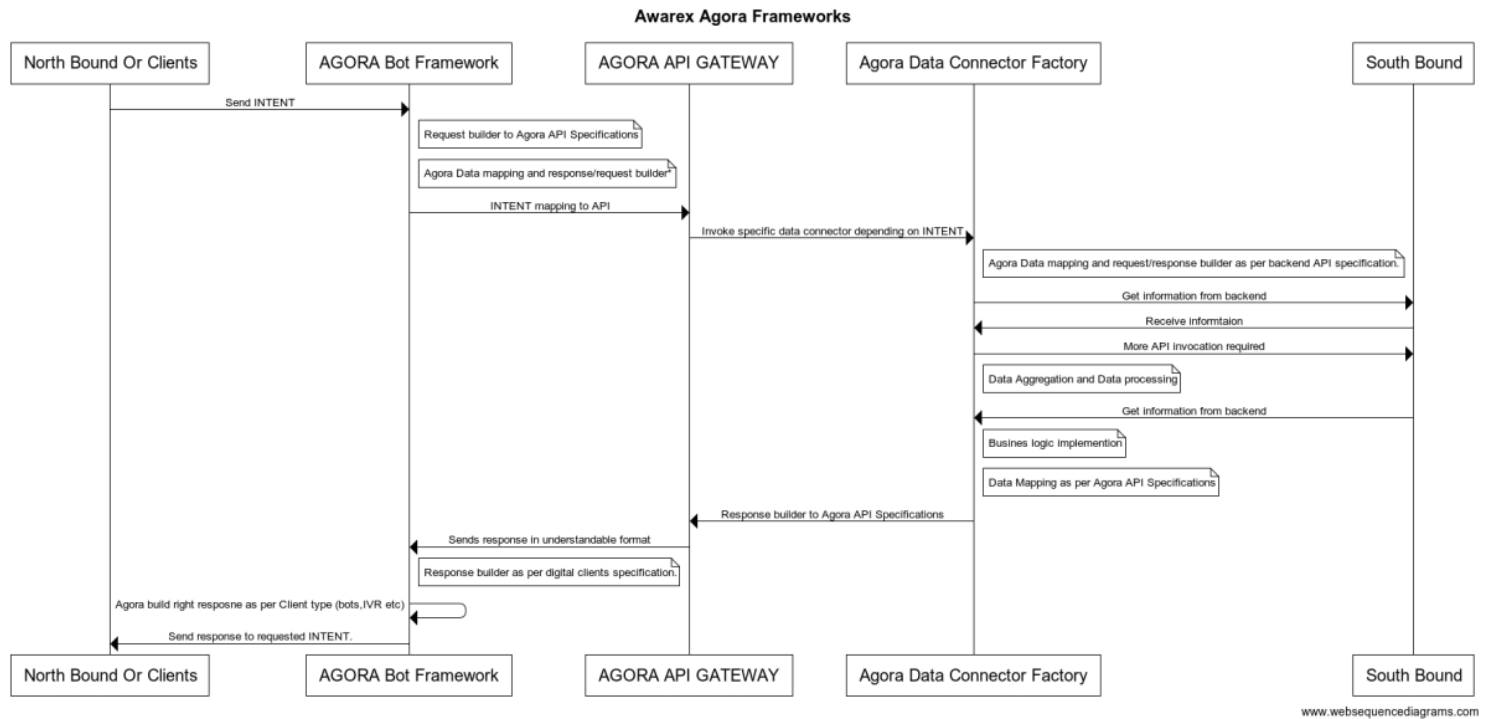 Awarex Agora Frameworks
North Bound Or Clients
AGORA Bot Framework
AGORA API GATEWAY
Agora Data Connector Factory
South Bound
Send INTENT
Request builder to Agora API Specifications
Agora Data mapping and response/request builder*
INTENT mapping to API
Invoke specific data connector depending on INTENT
Agora Data mapping and request/response builder as per backend API specification.
Get information from backend
Receive informtaion
More API invocation required
Data Aggregation and Data processing
Get information from backend
Busines logic implemention
Data Mapping as per Agora API Specifications
Response builder to Agora API Specifications
Sends response in understandable format
Response builder as per digital clients specification.
Agora build right resposne as per Client type (bots,IVR etc)
Send response to requested INTENT.
North Bound Or Clients
AGORA Bot Framework
AGORA API GATEWAY
Agora Data Connector Factory
South Bound
www.websequencediagrams.com